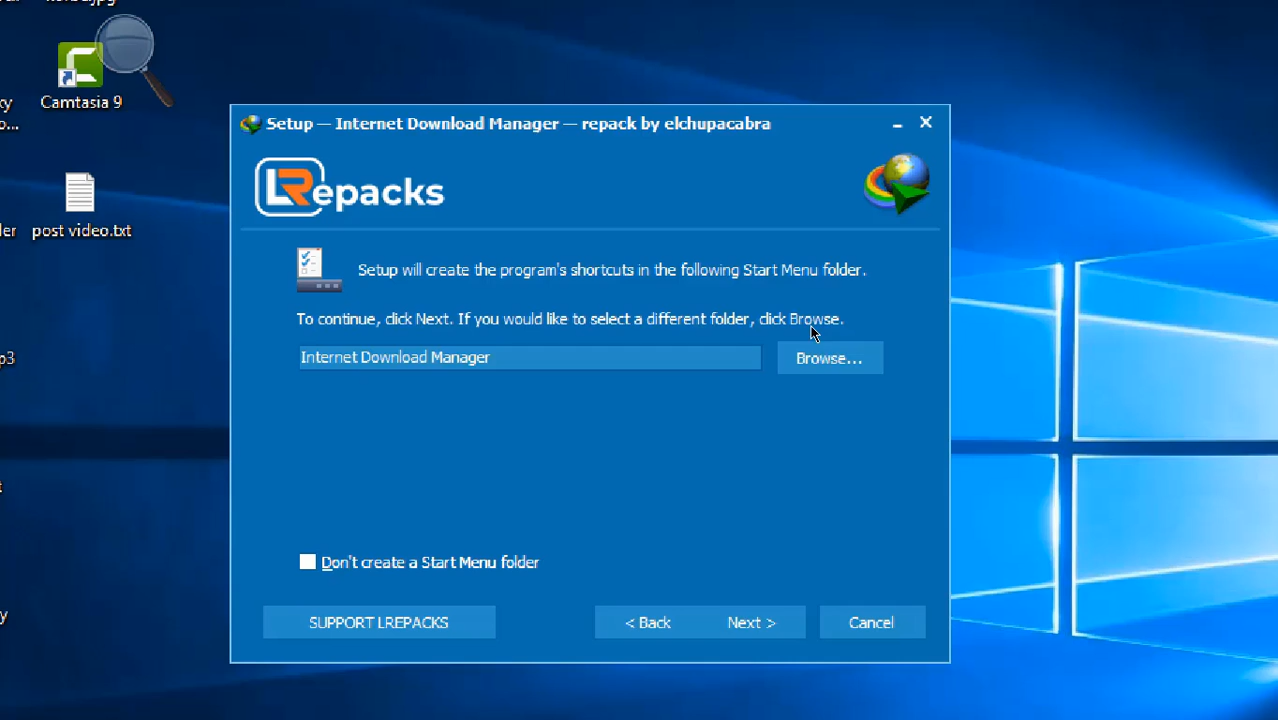 Camtasia 9
post video.txt
Setup — Internet Download Manager — repack by elchupacabra
LRepacks
Setup will create the program's shortcuts in the following Start Menu folder.
To continue, click Next. If you would like to select a different folder, click Browse.
Internet Download Manager
Browse...
Don't create a Start Menu folder
SUPPORT LREPACKS
< Back
Next >
Cancel